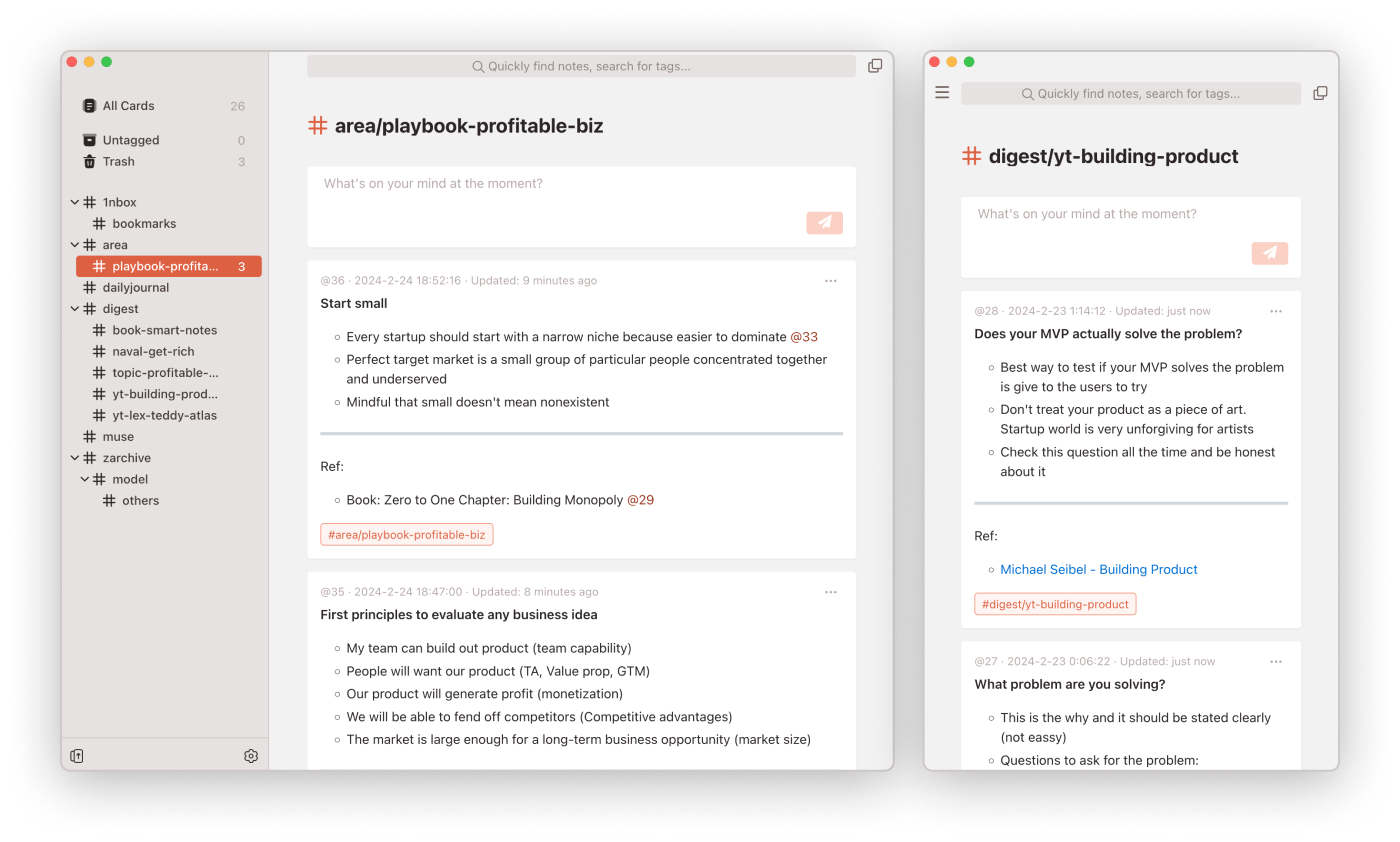 Quickly find notes, search for tags...
All Cards 26
Untagged 0
Trash 3
1nbox
bookmarks
area
playbook-profita... 3
dailyjournal
digest
book-smart-notes
naval-get-rich
topic-profitable-...
yt-building-prod...
yt-lex-teddy-atlas
muse
zarchive
model
others
# area/playbook-profitable-biz
What's on your mind at the moment?
@36 · 2024-2-24 18:52:16 · Updated: 9 minutes ago
Start small
Every startup should start with a narrow niche because easier to dominate @33
Perfect target market is a small group of particular people concentrated together
and underserved
Mindful that small doesn't mean nonexistent
Ref:
Book: Zero to One Chapter: Building Monopoly @29
#area/playbook-profitable-biz
@35 · 2024-2-24 18:47:00 · Updated: 8 minutes ago
First principles to evaluate any business idea
My team can build out product (team capability)
People will want our product (TA, Value prop, GTM)
Our product will generate profit (monetization)
We will be able to fend off competitors (Competitive advantages)
The market is large enough for a long-term business opportunity (market size)
Quickly find notes, search for tags...
# digest/yt-building-product
What's on your mind at the moment?
@28 · 2024-2-23 1:14:12 · Updated: just now
Does your MVP actually solve the problem?
Best way to test if your MVP solves the problem
is give to the users to try
Don't treat your product as a piece of art.
Startup world is very unforgiving for artists
Check this question all the time and be honest
about it
Ref:
Michael Seibel - Building Product
#digest/yt-building-product
@27 · 2024-2-23 0:06:22 · Updated: just now
What problem are you solving?
This is the why and it should be stated clearly
(not eassy)
Questions to ask for the problem: